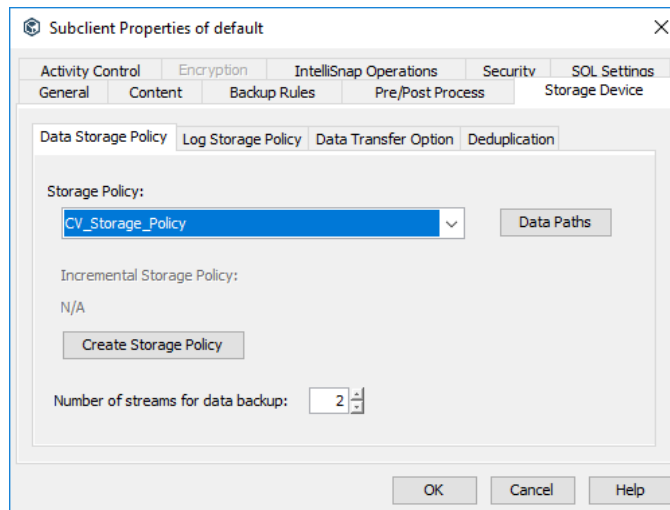 Subclient Properties of default
Activity Control Encryption IntelliSnap Operations Security SQL Settings
General Content Backup Rules Pre/Post Process Storage Device
Data Storage Policy Log Storage Policy Data Transfer Option Deduplication
Storage Policy:
CV_Storage_Policy Data Paths
Incremental Storage Policy:
N/A
Create Storage Policy
Number of streams for data backup: 2
OK Cancel Help